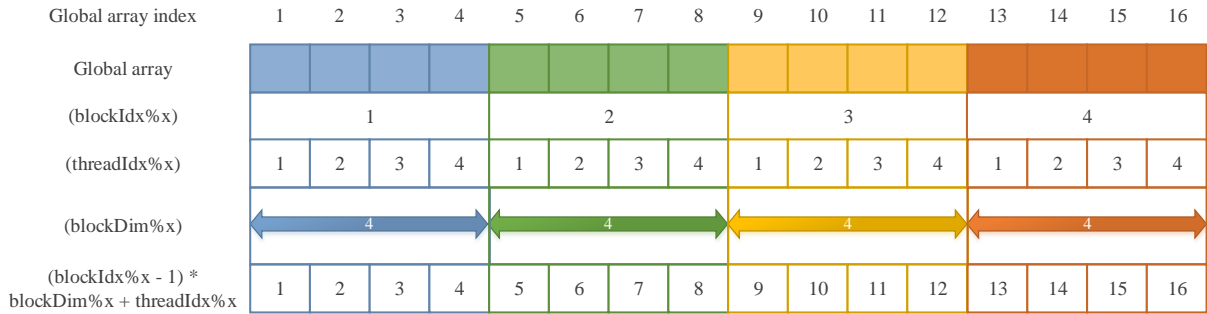 Global array index 1 2 3 4 5 6 7 8 9 10 11 12 13 14 15 16
Global array
(blockIdx%x) 1 2 3 4
(threadIdx%x) 1 2 3 4 1 2 3 4 1 2 3 4 1 2 3 4
(blockDim%x) 4 4 4 4
(blockIdx%x - 1) *
blockDim%x + threadIdx%x 1 2 3 4 5 6 7 8 9 10 11 12 13 14 15 16